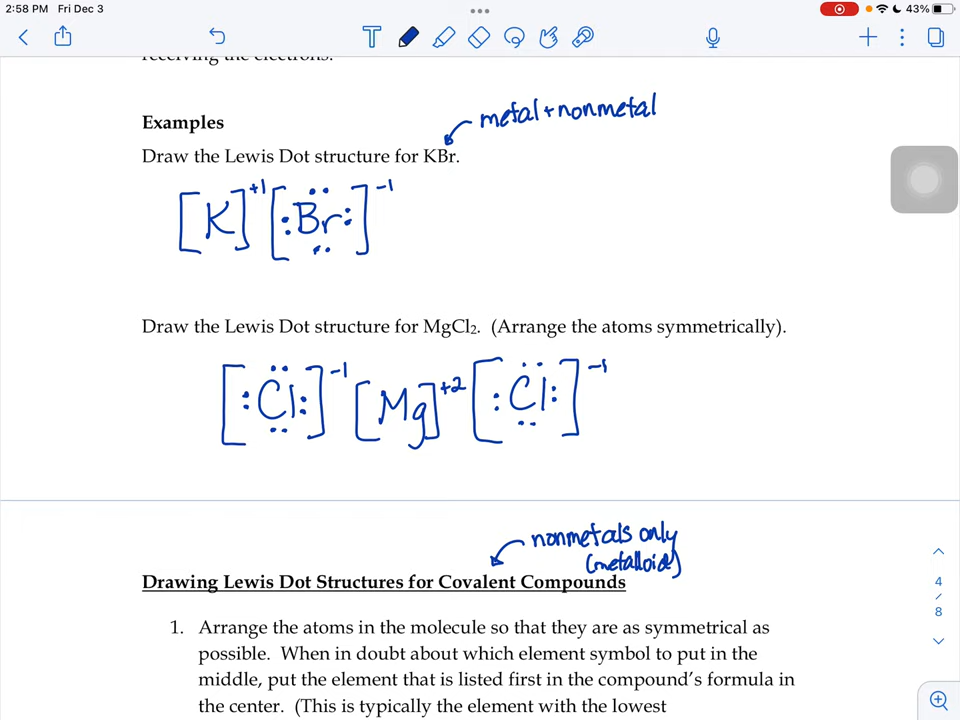 2:58 PM Fri Dec 3
43%
receiving the electrons.
Examples
metal + nonmetal
Draw the Lewis Dot structure for KBr.
[K]+1 [:Br:]-1
Draw the Lewis Dot structure for MgCl₂. (Arrange the atoms symmetrically).
[:Cl:]-1 [Mg]+2 [:Cl:]-1
nonmetals only
(metalloids)
Drawing Lewis Dot Structures for Covalent Compounds
1. Arrange the atoms in the molecule so that they are as symmetrical as
possible. When in doubt about which element symbol to put in the
middle, put the element that is listed first in the compound's formula in
the center. (This is typically the element with the lowest
4
/
8